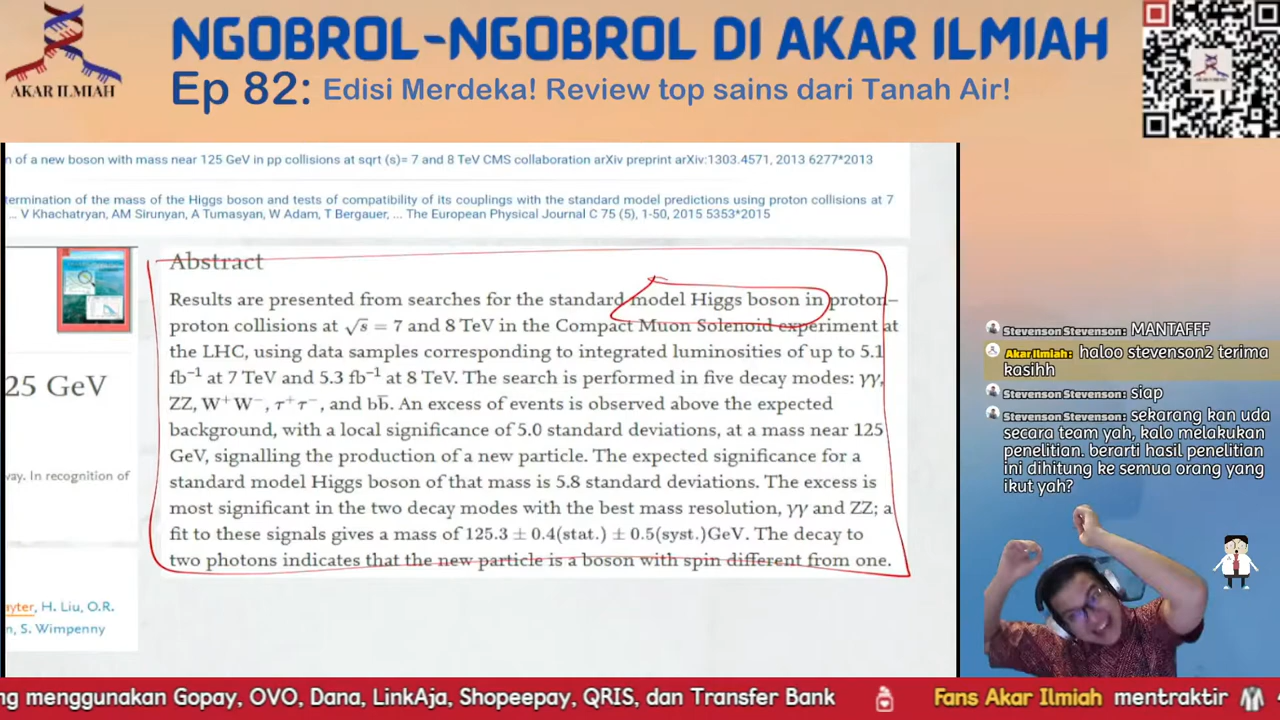 AKAR ILMIAH
NGOBROL-NGOBROL DI AKAR ILMIAH
Ep 82: Edisi Merdeka! Review top sains dari Tanah Air!
n of a new boson with mass near 125 GeV in pp collisions at sqrt (s)= 7 and 8 TeV CMS collaboration arXiv preprint arXiv:1303.4571, 2013 6277*2013
termination of the mass of the Higgs boson and tests of compatibility of its couplings with the standard model predictions using proton collisions at 7
... V Khachatryan, AM Sirunyan, A Tumasyan, W Adam, T Bergauer, ... The European Physical Journal C 75 (5), 1-50, 2015 5353*2015
25 GeV
way. In recognition of
ayter, H. Liu, O.R.
n, S. Wimpenny
Abstract
Results are presented from searches for the standard model Higgs boson in proton–
proton collisions at √s = 7 and 8 TeV in the Compact Muon Solenoid experiment at
the LHC, using data samples corresponding to integrated luminosities of up to 5.1
fb⁻¹ at 7 TeV and 5.3 fb⁻¹ at 8 TeV. The search is performed in five decay modes: γγ,
ZZ, W⁺W⁻, τ⁺τ⁻, and bb̅. An excess of events is observed above the expected
background, with a local significance of 5.0 standard deviations, at a mass near 125
GeV, signalling the production of a new particle. The expected significance for a
standard model Higgs boson of that mass is 5.8 standard deviations. The excess is
most significant in the two decay modes with the best mass resolution, γγ and ZZ; a
fit to these signals gives a mass of 125.3 ± 0.4(stat.) ± 0.5(syst.)GeV. The decay to
two photons indicates that the new particle is a boson with spin different from one.
Stevenson Stevenson: MANTAFFF
Akar Ilmiah: haloo stevenson2 terima
kasihh
Stevenson Stevenson: siap
Stevenson Stevenson: sekarang kan uda
secara team yah, kalo melakukan
penelitian. berarti hasil penelitian
ini dihitung ke semua orang yang
ikut yah?
ng menggunakan Gopay, OVO, Dana, LinkAja, Shopeepay, QRIS, dan Transfer Bank
Fans Akar Ilmiah mentraktir